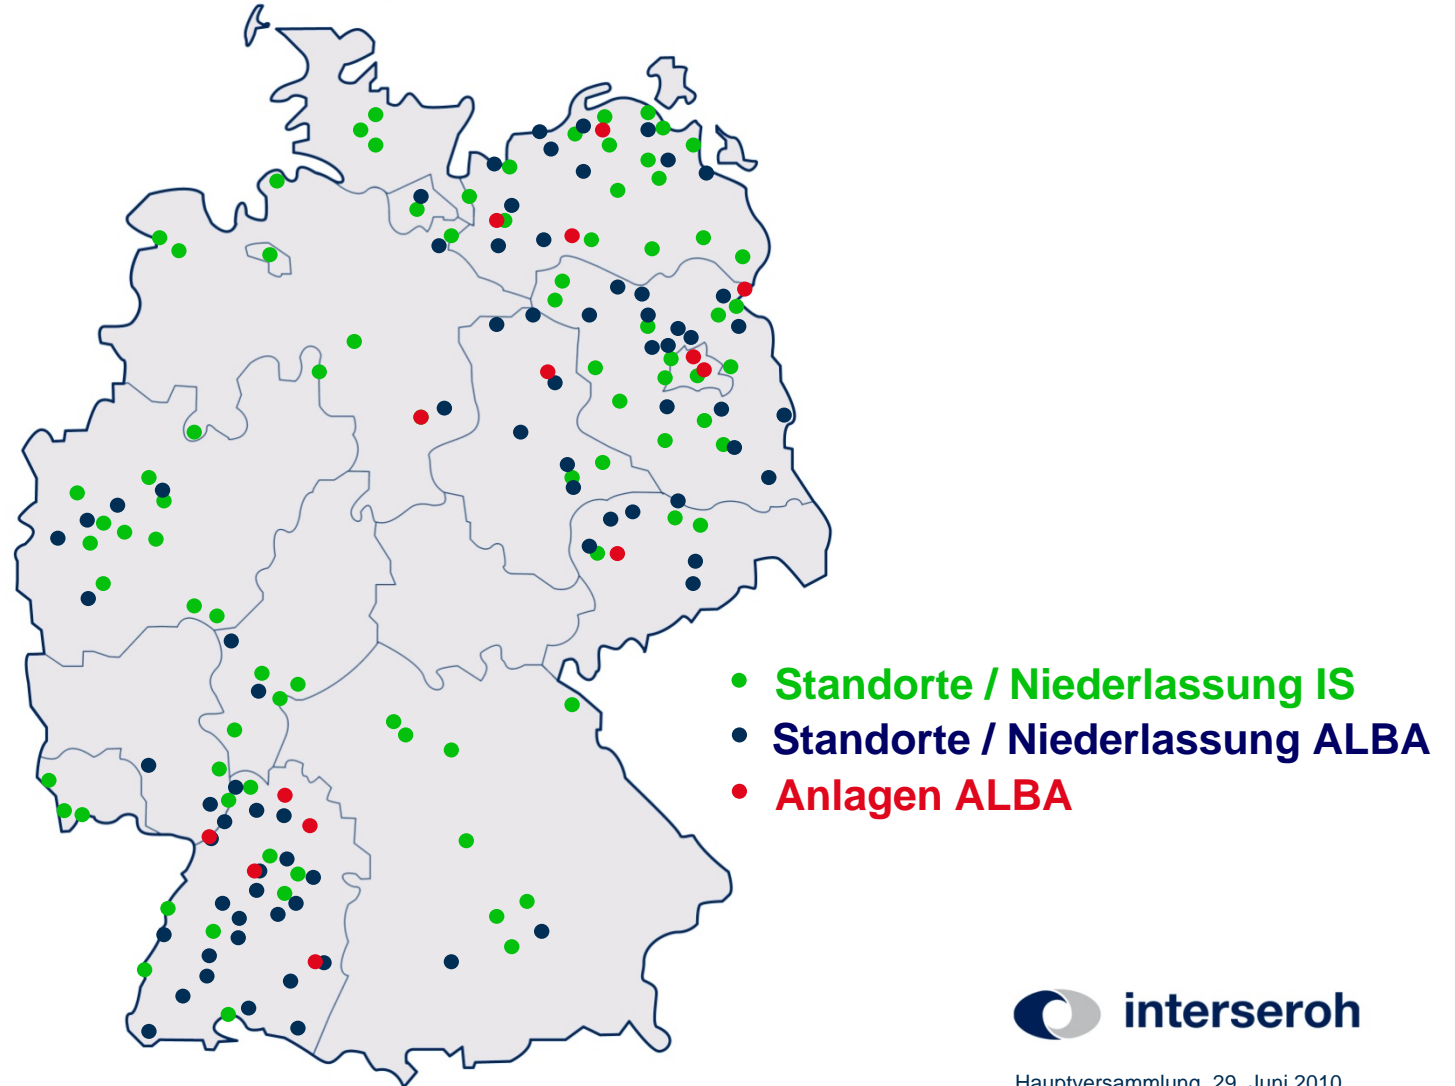 Standorte / Niederlassung IS
Standorte / Niederlassung ALBA
Anlagen ALBA
interseroh
Hauptversammlung, 29. Juni 2010